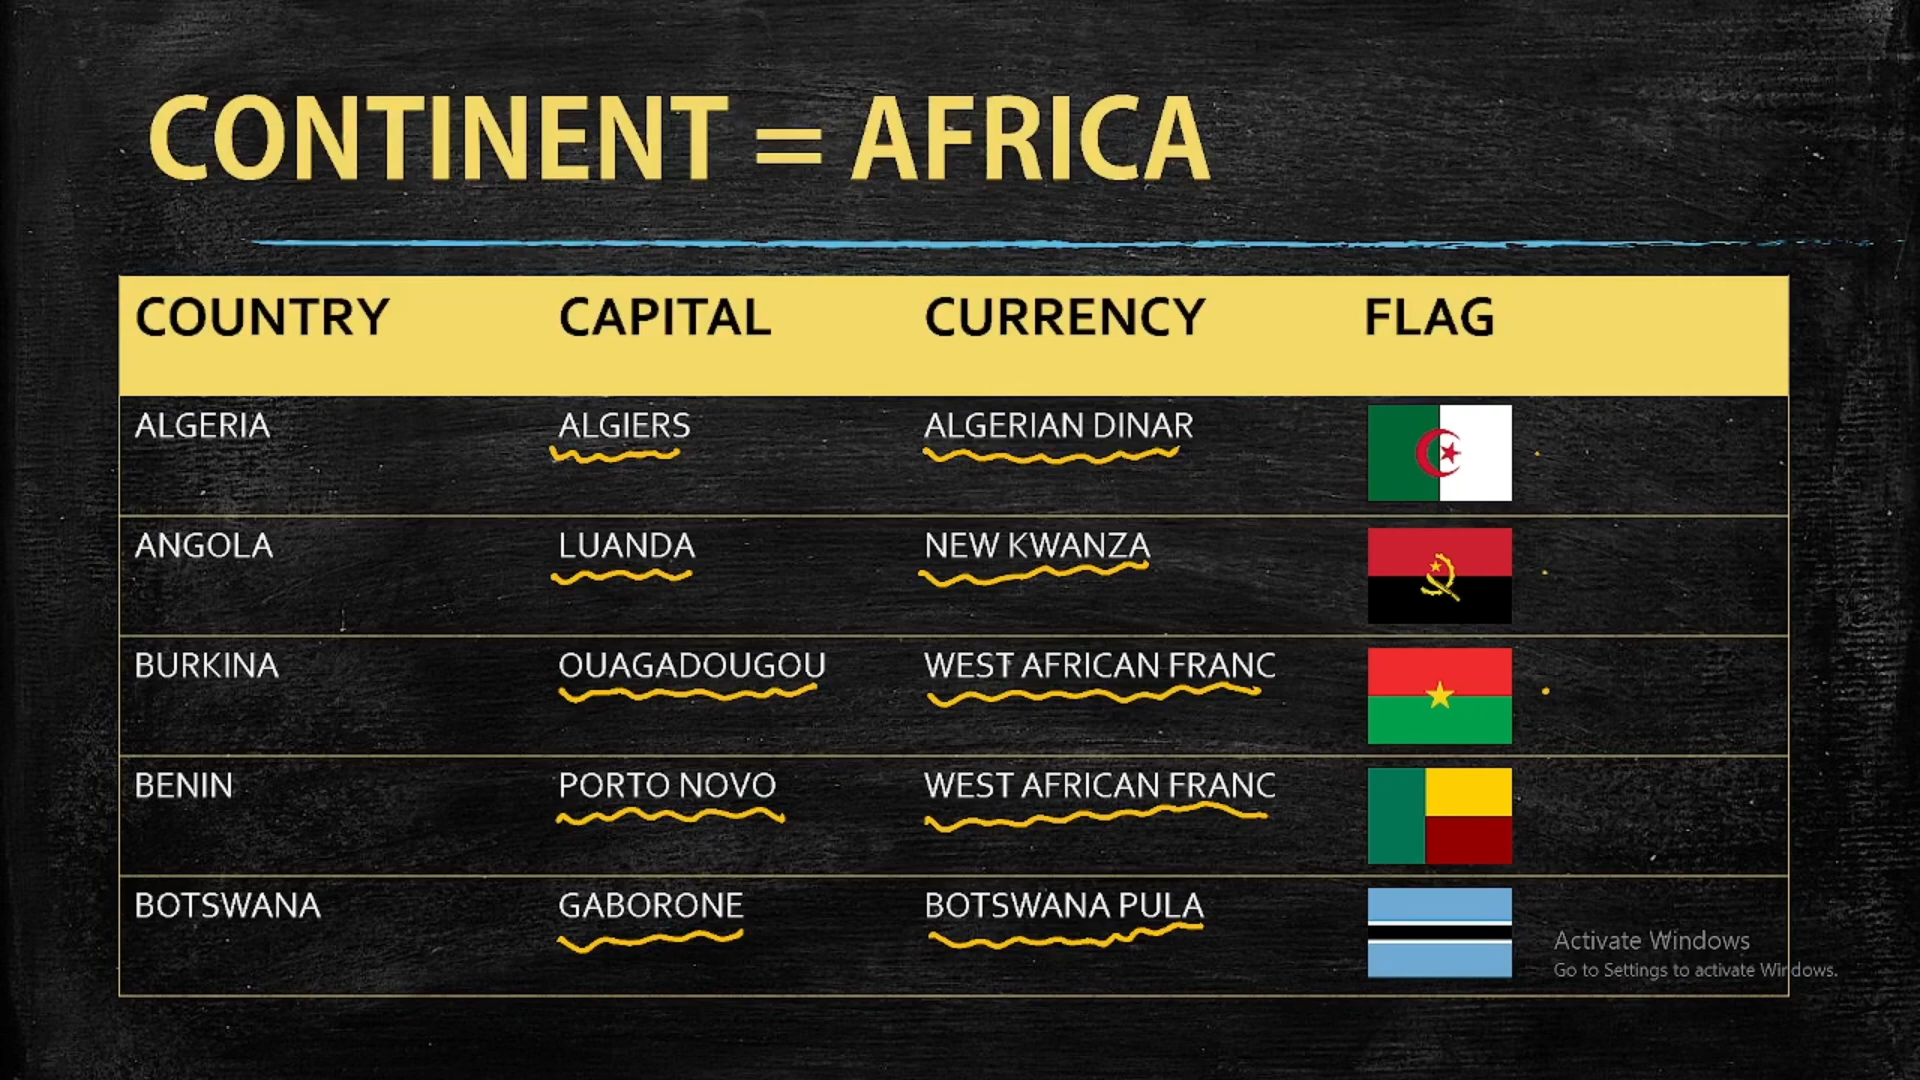 CONTINENT = AFRICA
COUNTRY CAPITAL CURRENCY FLAG
ALGERIA ALGIERS ALGERIAN DINAR
ANGOLA LUANDA NEW KWANZA
BURKINA OUAGADOUGOU WEST AFRICAN FRANC
BENIN PORTO NOVO WEST AFRICAN FRANC
BOTSWANA GABORONE BOTSWANA PULA
Activate Windows
Go to Settings to activate Windows.